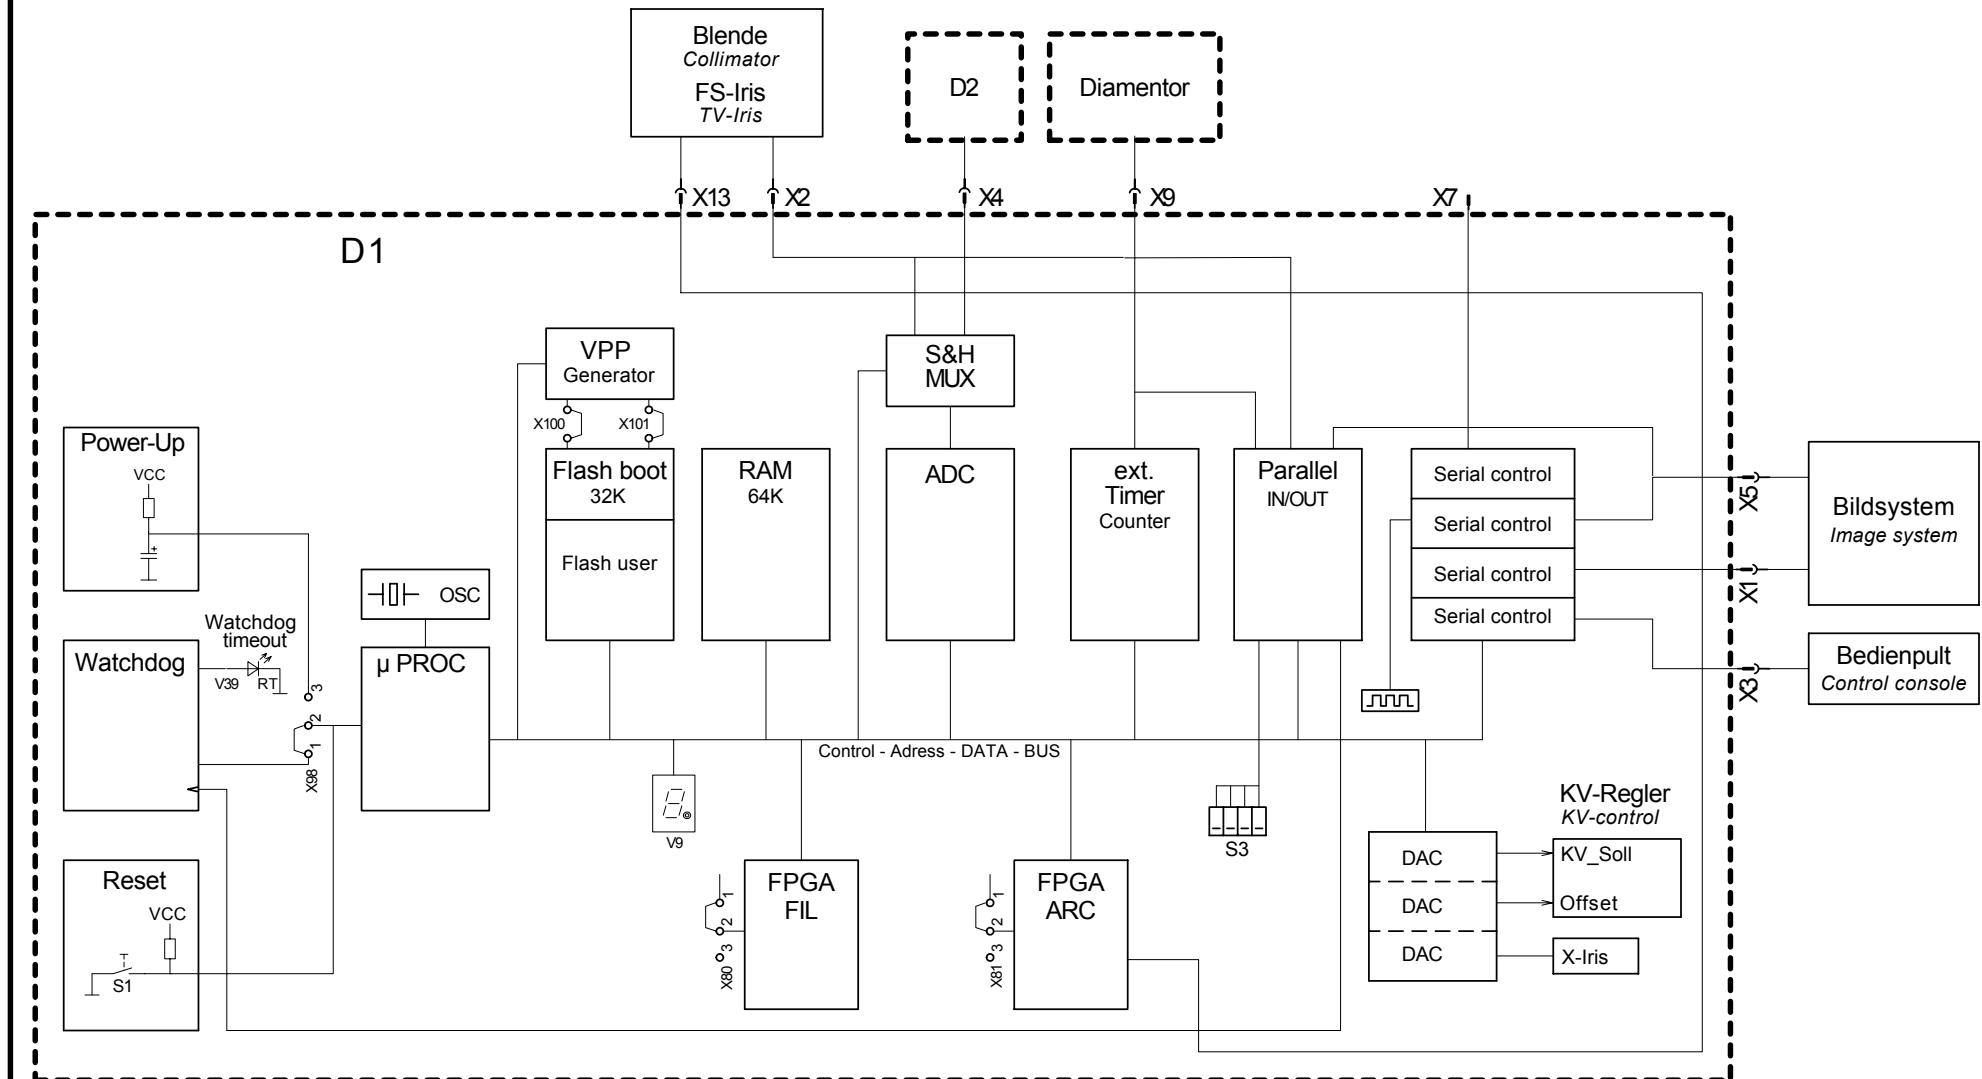 Blende
Collimator
FS-Iris
TV-Iris
D2
Diamentor
X13
X2
X4
X9
X7
D1
VPP
Generator
X100
X101
S&H
MUX
Power-Up
VCC
+
Flash boot
32K
Flash user
RAM
64K
ADC
ext.
Timer
Counter
Parallel
IN/OUT
Serial control
Serial control
Serial control
Serial control
X5
X1
X3
Bildsystem
Image system
Bedienpult
Control console
OSC
Watchdog
timeout
Watchdog
V39
RT
3
2
1
X98
µ PROC
Control - Adress - DATA - BUS
V9
S3
KV-Regler
KV-control
DAC
KV_Soll
DAC
Offset
DAC
X-Iris
Reset
VCC
S1
1
2
3
X80
FPGA
FIL
1
2
3
X81
FPGA
ARC